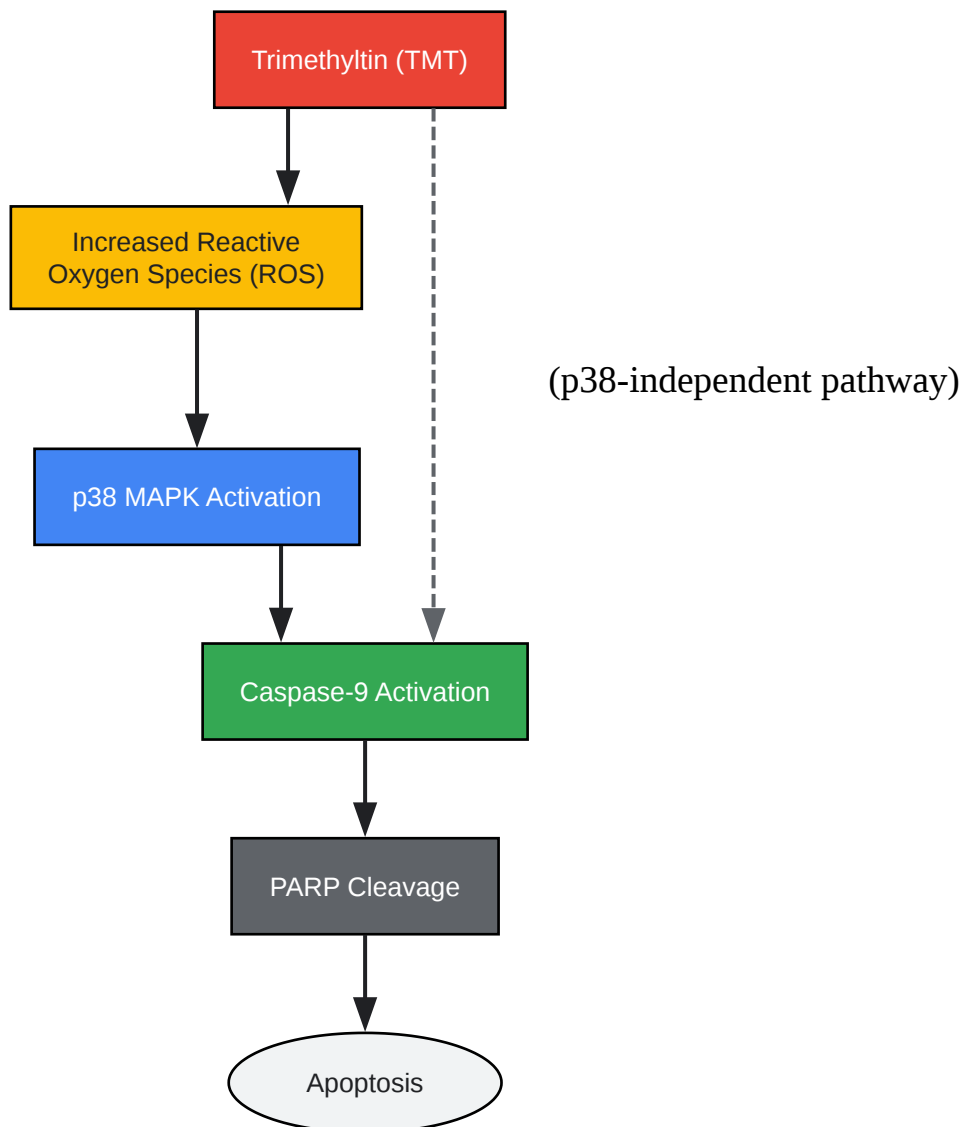 Trimethyltin (TMT)
Increased Reactive
Oxygen Species (ROS)
(p38-independent pathway)
p38 MAPK Activation
Caspase-9 Activation
PARP Cleavage
Apoptosis